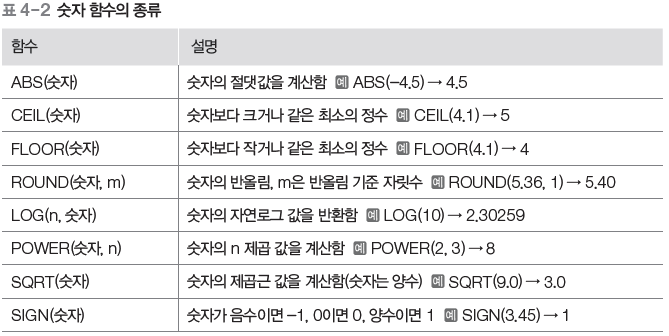 표 4-2 숫자 함수의 종류
함수 설명
ABS(숫자) 숫자의 절댓값을 계산함 예 ABS(-4.5) → 4.5
CEIL(숫자) 숫자보다 크거나 같은 최소의 정수 예 CEIL(4.1) → 5
FLOOR(숫자) 숫자보다 작거나 같은 최소의 정수 예 FLOOR(4.1) → 4
ROUND(숫자, m) 숫자의 반올림, m은 반올림 기준 자릿수 예 ROUND(5.36, 1) → 5.40
LOG(n, 숫자) 숫자의 자연로그 값을 반환함 예 LOG(10) → 2.30259
POWER(숫자, n) 숫자의 n 제곱 값을 계산함 예 POWER(2, 3) → 8
SQRT(숫자) 숫자의 제곱근 값을 계산함(숫자는 양수) 예 SQRT(9.0) → 3.0
SIGN(숫자) 숫자가 음수이면 -1, 0이면 0, 양수이면 1 예 SIGN(3.45) → 1